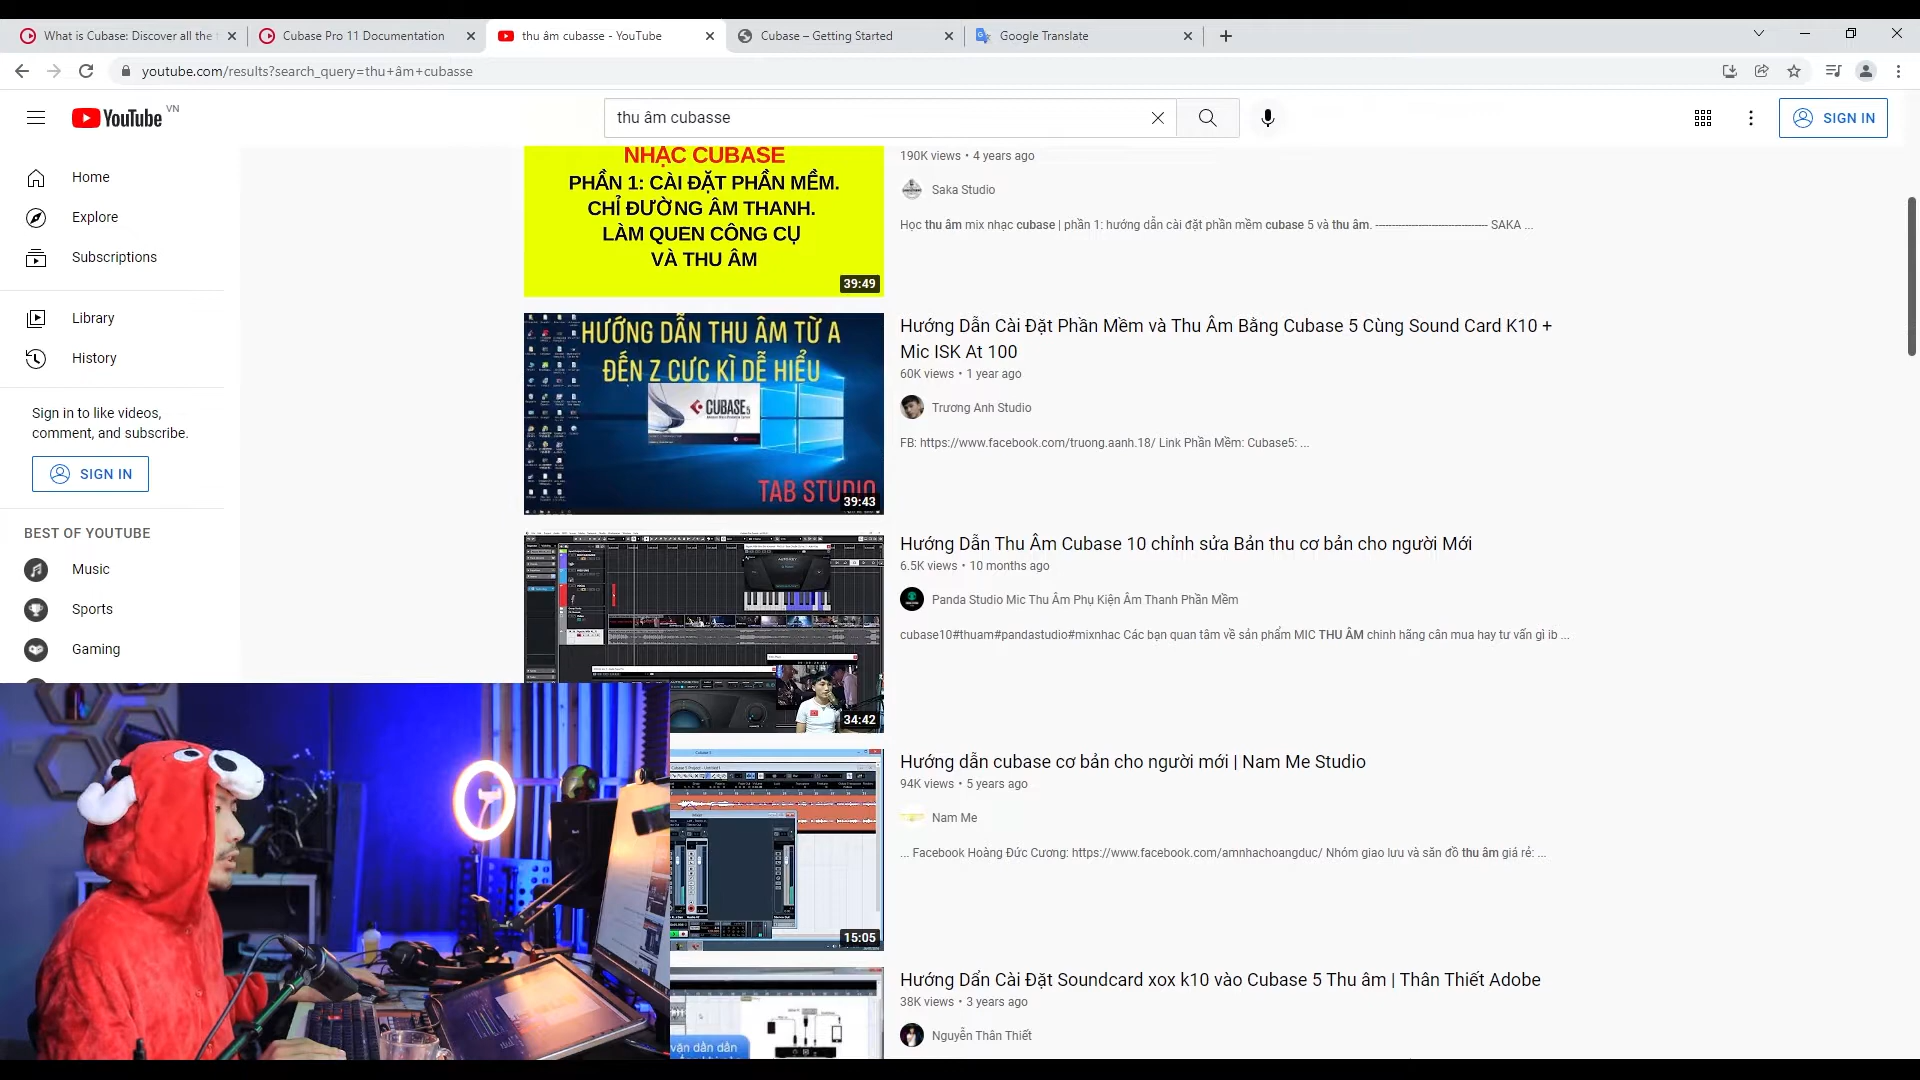 What is Cubase: Discover all the
Cubase Pro 11 Documentation
thu âm cubasse - YouTube
Cubase – Getting Started
Google Translate
youtube.com/results?search_query=thu+âm+cubasse
YouTube VN
thu âm cubasse
SIGN IN
Home
Explore
Subscriptions
Library
History
Sign in to like videos,
comment, and subscribe.
SIGN IN
BEST OF YOUTUBE
Music
Sports
Gaming
NHẠC CUBASE
PHẦN 1: CÀI ĐẶT PHẦN MỀM.
CHỈ ĐƯỜNG ÂM THANH.
LÀM QUEN CÔNG CỤ
VÀ THU ÂM
39:49
190K views • 4 years ago
Saka Studio
Học thu âm mix nhạc cubase | phần 1: hướng dẫn cài đặt phần mềm cubase 5 và thu âm. ------------------------------------ SAKA ...
HƯỚNG DẪN THU ÂM TỪ A
ĐẾN Z CƯC KÌ DỄ HIỂU
CUBASE 5
TAB STUDIO
39:43
Hướng Dẫn Cài Đặt Phần Mềm và Thu Âm Bằng Cubase 5 Cùng Sound Card K10 +
Mic ISK At 100
60K views • 1 year ago
Trương Anh Studio
FB: https://www.facebook.com/truong.aanh.18/ Link Phần Mềm: Cubase5: ...
34:42
Hướng Dẫn Thu Âm Cubase 10 chỉnh sửa Bản thu cơ bản cho người Mới
6.5K views • 10 months ago
Panda Studio Mic Thu Âm Phụ Kiện Âm Thanh Phần Mềm
cubase10#thuam#pandastudio#mixnhac Các bạn quan tâm về sản phẩm MIC THU ÂM chinh hãng cân mua hay tư vấn gì ib ...
15:05
Hướng dẫn cubase cơ bản cho người mới | Nam Me Studio
94K views • 5 years ago
Nam Me
... Facebook Hoàng Đức Cương: https://www.facebook.com/amnhachoangduc/ Nhóm giao lưu và săn đồ thu âm giá rẻ: ...
vận dần dần
Hướng Dẩn Cài Đặt Soundcard xox k10 vào Cubase 5 Thu âm | Thân Thiết Adobe
38K views • 3 years ago
Nguyễn Thân Thiết